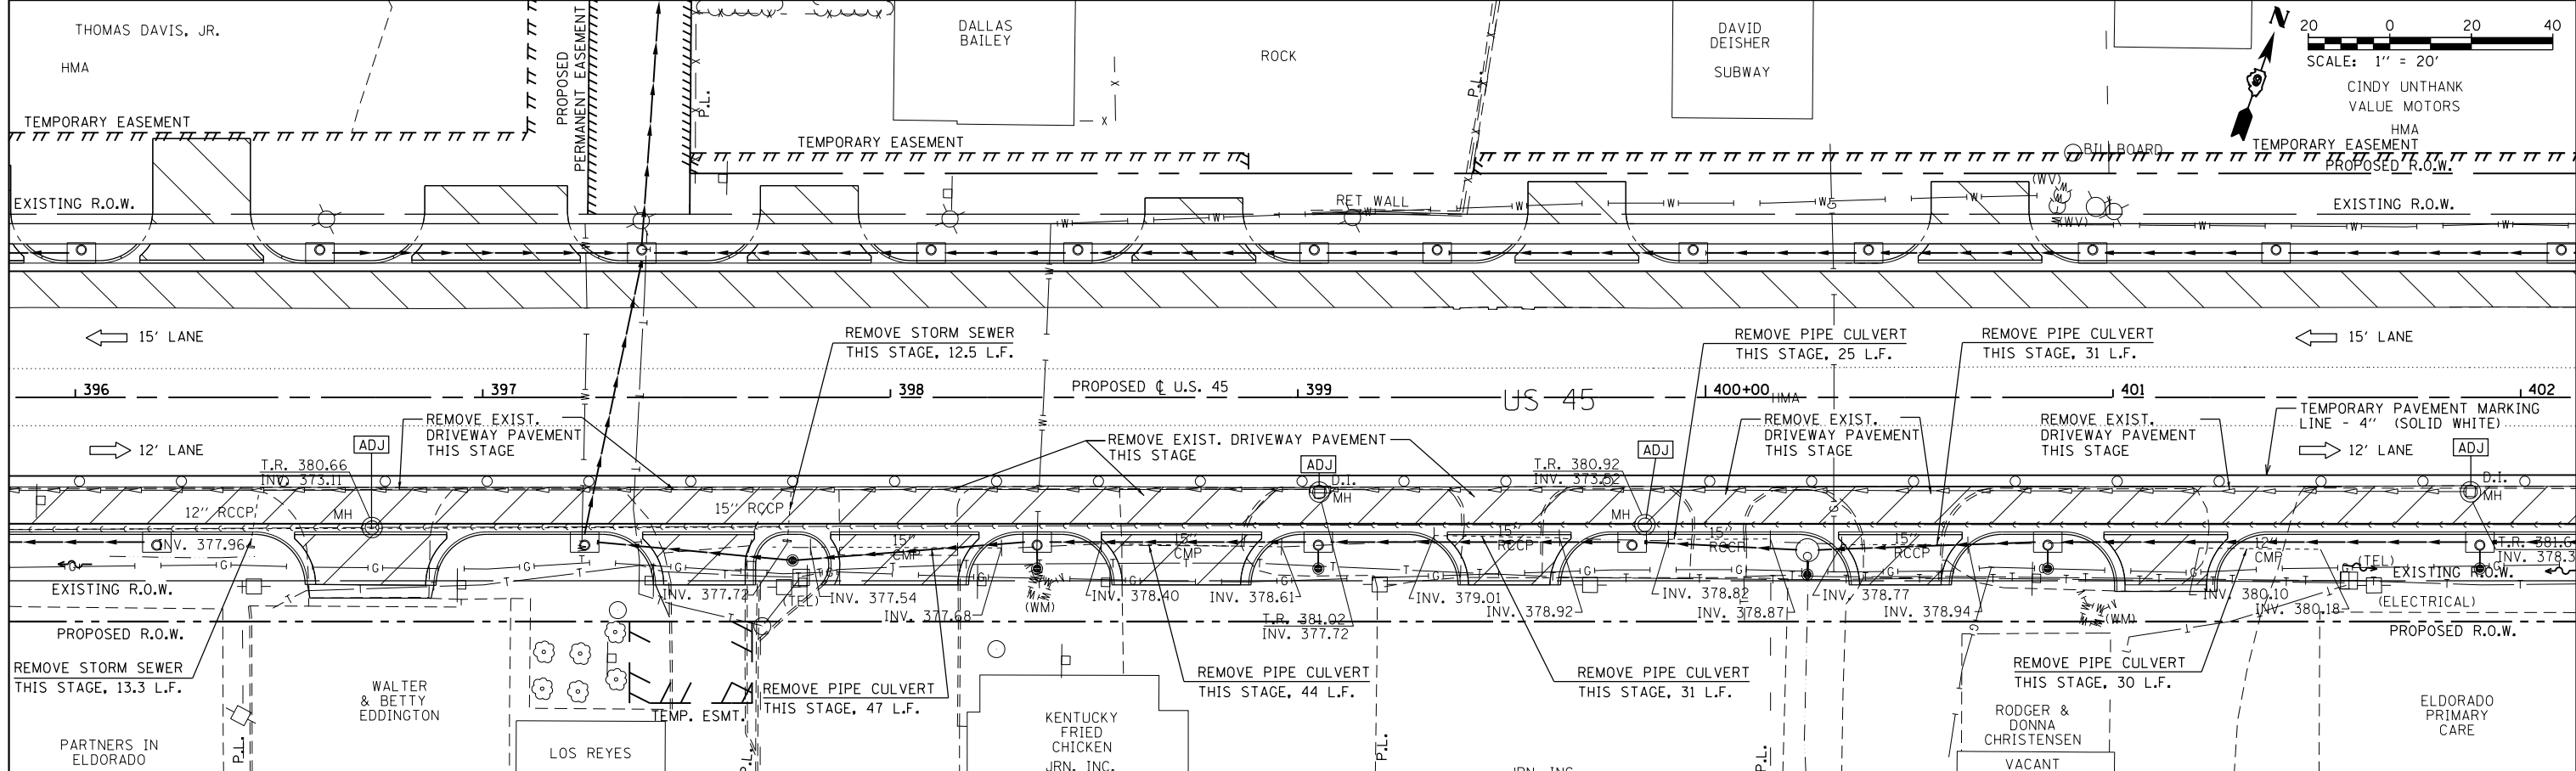 THOMAS DAVIS, JR.
HMA
TEMPORARY EASEMENT
EXISTING R.O.W.
PROPOSED
PERMANENT EASEMENT
P.L.
DALLAS
BAILEY
ROCK
TEMPORARY EASEMENT
P.L.
RET WALL
DAVID
DEISHER
SUBWAY
N
20 0 20 40
SCALE: 1" = 20'
CINDY UNTHANK
VALUE MOTORS
HMA
BILLBOARD
TEMPORARY EASEMENT
PROPOSED R.O.W.
(WV)
(WV)
EXISTING R.O.W.
15' LANE
REMOVE STORM SEWER
THIS STAGE, 12.5 L.F.
REMOVE PIPE CULVERT
THIS STAGE, 25 L.F.
REMOVE PIPE CULVERT
THIS STAGE, 31 L.F.
15' LANE
396
397
398
PROPOSED ℄ U.S. 45
399
US 45
400+00
HMA
401
402
12' LANE
ADJ
REMOVE EXIST.
DRIVEWAY PAVEMENT
THIS STAGE
REMOVE EXIST. DRIVEWAY PAVEMENT
THIS STAGE
ADJ
REMOVE EXIST.
DRIVEWAY PAVEMENT
THIS STAGE
REMOVE EXIST.
DRIVEWAY PAVEMENT
THIS STAGE
TEMPORARY PAVEMENT MARKING
LINE - 4" (SOLID WHITE)
12' LANE
ADJ
T.R. 380.66
INV. 373.11
ADJ
D.I.
MH
T.R. 380.92
INV. 373.52
D.I.
MH
12" RCCP
MH
15" RCCP
MH
INV. 377.96
15"
CMP
15"
CMP
15"
RCCP
15"
RCCP
15"
RCCP
12"
CMP
(TEL)
T.R. 381.6
INV. 378.3
EXISTING R.O.W.
INV. 377.72
(TEL)
INV. 377.54
INV. 377.68
(WM)
INV. 378.40
INV. 378.61
INV. 379.01
INV. 378.92
INV. 378.82
INV. 378.87
INV. 378.77
INV. 378.94
(WM)
INV. 380.10
INV. 380.18
EXISTING R.O.W.
(ELECTRICAL)
PROPOSED R.O.W.
T.R. 381.02
INV. 377.72
PROPOSED R.O.W.
REMOVE STORM SEWER
THIS STAGE, 13.3 L.F.
WALTER
& BETTY
EDDINGTON
TEMP. ESMT.
REMOVE PIPE CULVERT
THIS STAGE, 47 L.F.
REMOVE PIPE CULVERT
THIS STAGE, 44 L.F.
REMOVE PIPE CULVERT
THIS STAGE, 31 L.F.
REMOVE PIPE CULVERT
THIS STAGE, 30 L.F.
PARTNERS IN
ELDORADO
P.L.
LOS REYES
P.L.
KENTUCKY
FRIED
CHICKEN
JRN, INC.
P.L.
JRN, INC.
P.L.
RODGER &
DONNA
CHRISTENSEN
VACANT
ELDORADO
PRIMARY
CARE